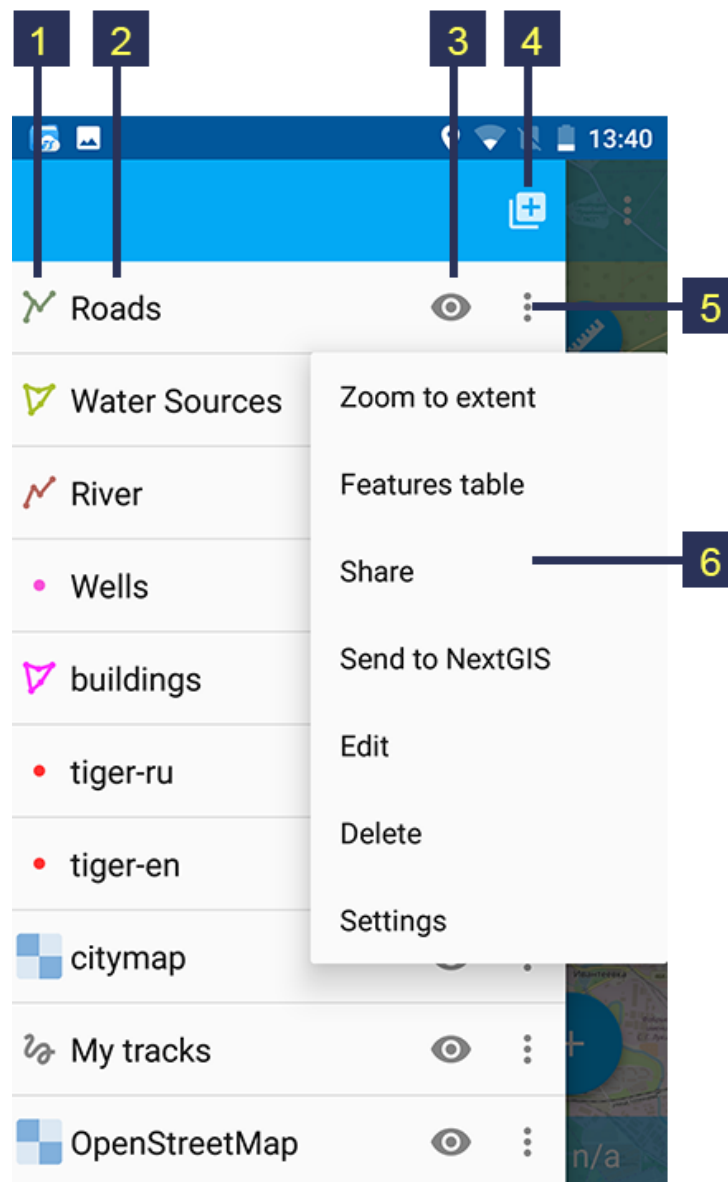 1 2 3 4
13:40
Roads
5
Water Sources
River
Wells
buildings
tiger-ru
tiger-en
citymap
My tracks
OpenStreetMap
Zoom to extent
Features table
Share
6
Send to NextGIS
Edit
Delete
Settings
n/a